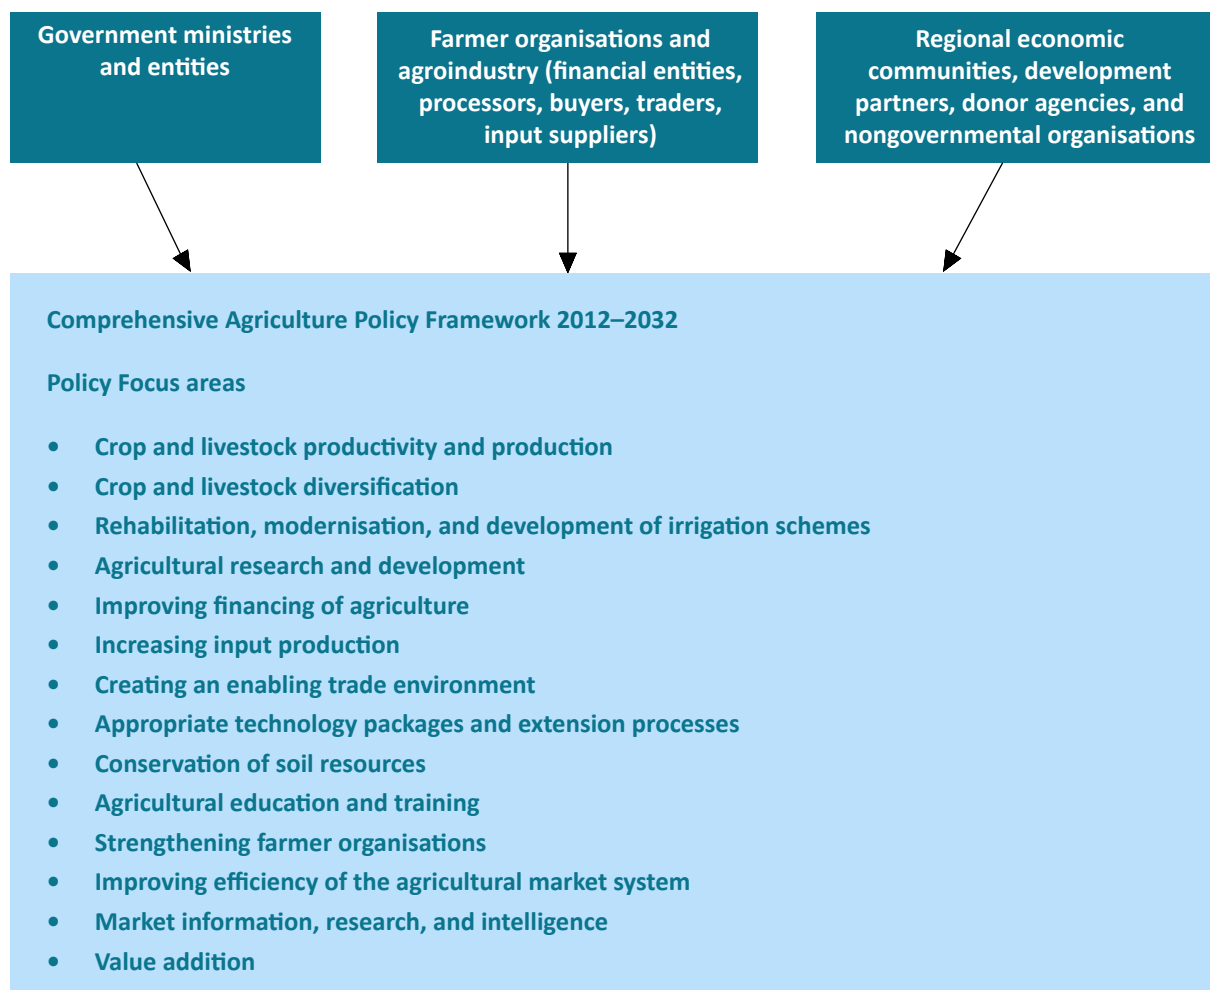 Government ministries
and entities
Farmer organisations and
agroindustry (financial entities,
processors, buyers, traders,
input suppliers)
Regional economic
communities, development
partners, donor agencies, and
nongovernmental organisations
Comprehensive Agriculture Policy Framework 2012–2032
Policy Focus areas
• Crop and livestock productivity and production
• Crop and livestock diversification
• Rehabilitation, modernisation, and development of irrigation schemes
• Agricultural research and development
• Improving financing of agriculture
• Increasing input production
• Creating an enabling trade environment
• Appropriate technology packages and extension processes
• Conservation of soil resources
• Agricultural education and training
• Strengthening farmer organisations
• Improving efficiency of the agricultural market system
• Market information, research, and intelligence
• Value addition